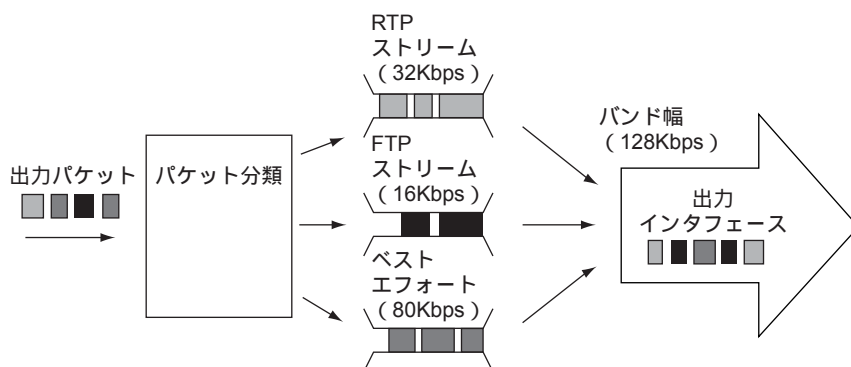 出力パケット
パケット分類
RTP
ストリーム
（32Kbps）
FTP
ストリーム
（16Kbps）
ベスト
エフォート
（80Kbps）
バンド幅
（128Kbps）
出力
インタフェース